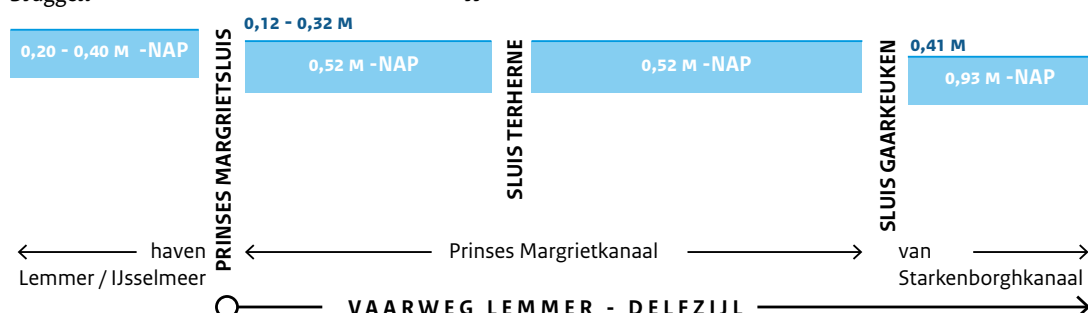 0,20 - 0,40 M -NAP
PRINSES MARGRIETSLUIS
0,12 - 0,32 M
0,52 M -NAP
SLUIS TERHERNE
0,52 M -NAP
SLUIS GAARKEUKEN
0,41 M
0,93 M -NAP
haven
Lemmer / IJsselmeer
Prinses Margrietkanaal
van
Starkenborghkanaal
VAARWEG LEMMER - DELFZIJL